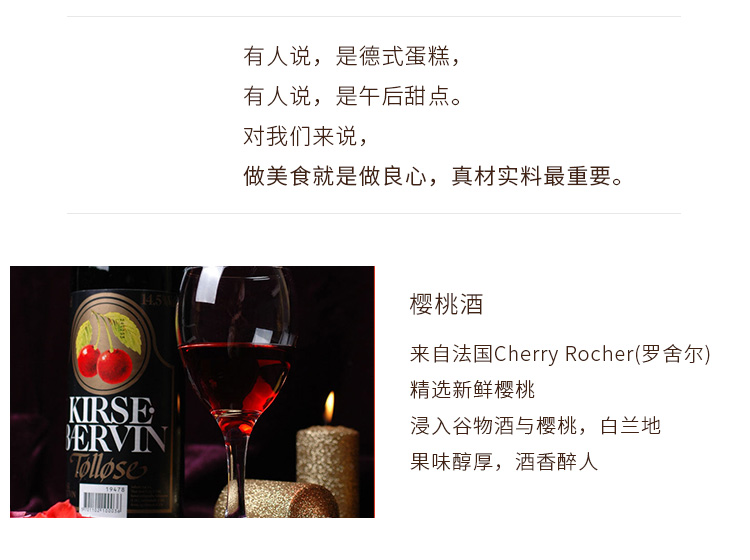 有人说，是德式蛋糕，
有人说，是午后甜点。
对我们来说，
做美食就是做良心，真材实料最重要。
樱桃酒
来自法国Cherry Rocher(罗舍尔)
精选新鲜樱桃
浸入谷物酒与樱桃，白兰地
果味醇厚，酒香醉人
14.5%
KIRSE-
BÆRVIN
Tølløse
19478